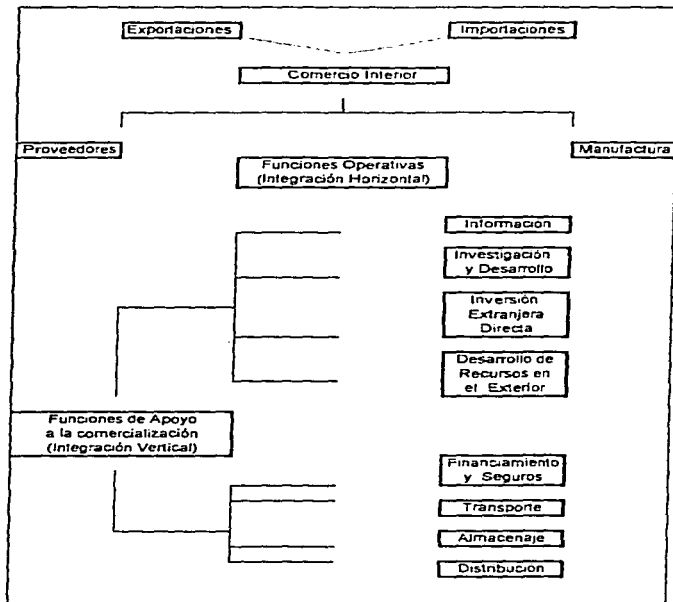 Exportaciones
Importaciones
Comercio Interior
Proveedores
Manufactura
Funciones Operativas
(Integración Horizontal)
Información
Investigación
y Desarrollo
Inversión
Extranjera
Directa
Desarrollo de
Recursos en
el Exterior
Funciones de Apoyo
a la comercialización
(Integración Vertical)
Financiamiento
y Seguros
Transporte
Almacenaje
Distribución